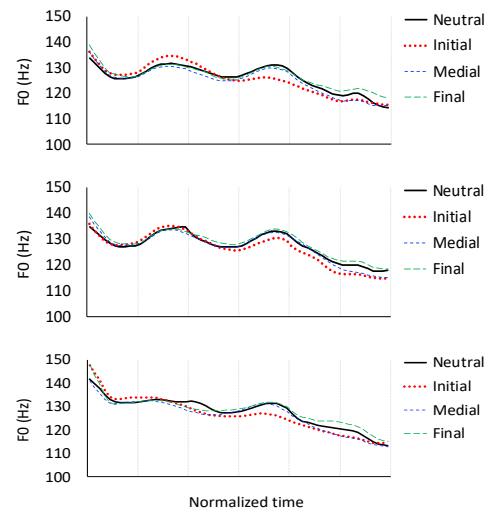 150
140
130
120
110
100
F0 (Hz)
Neutral
Initial
Medial
Final
150
140
130
120
110
100
F0 (Hz)
Neutral
Initial
Medial
Final
150
140
130
120
110
100
F0 (Hz)
Neutral
Initial
Medial
Final
Normalized time